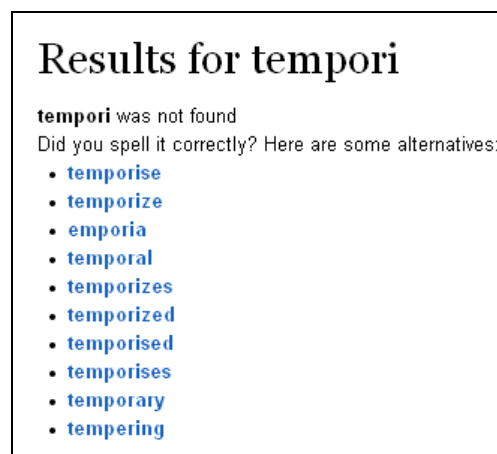 Results for tempori
tempori was not found
Did you spell it correctly? Here are some alternatives:
• temporise
• temporize
• emporia
• temporal
• temporizes
• temporized
• temporised
• temporises
• temporary
• tempering